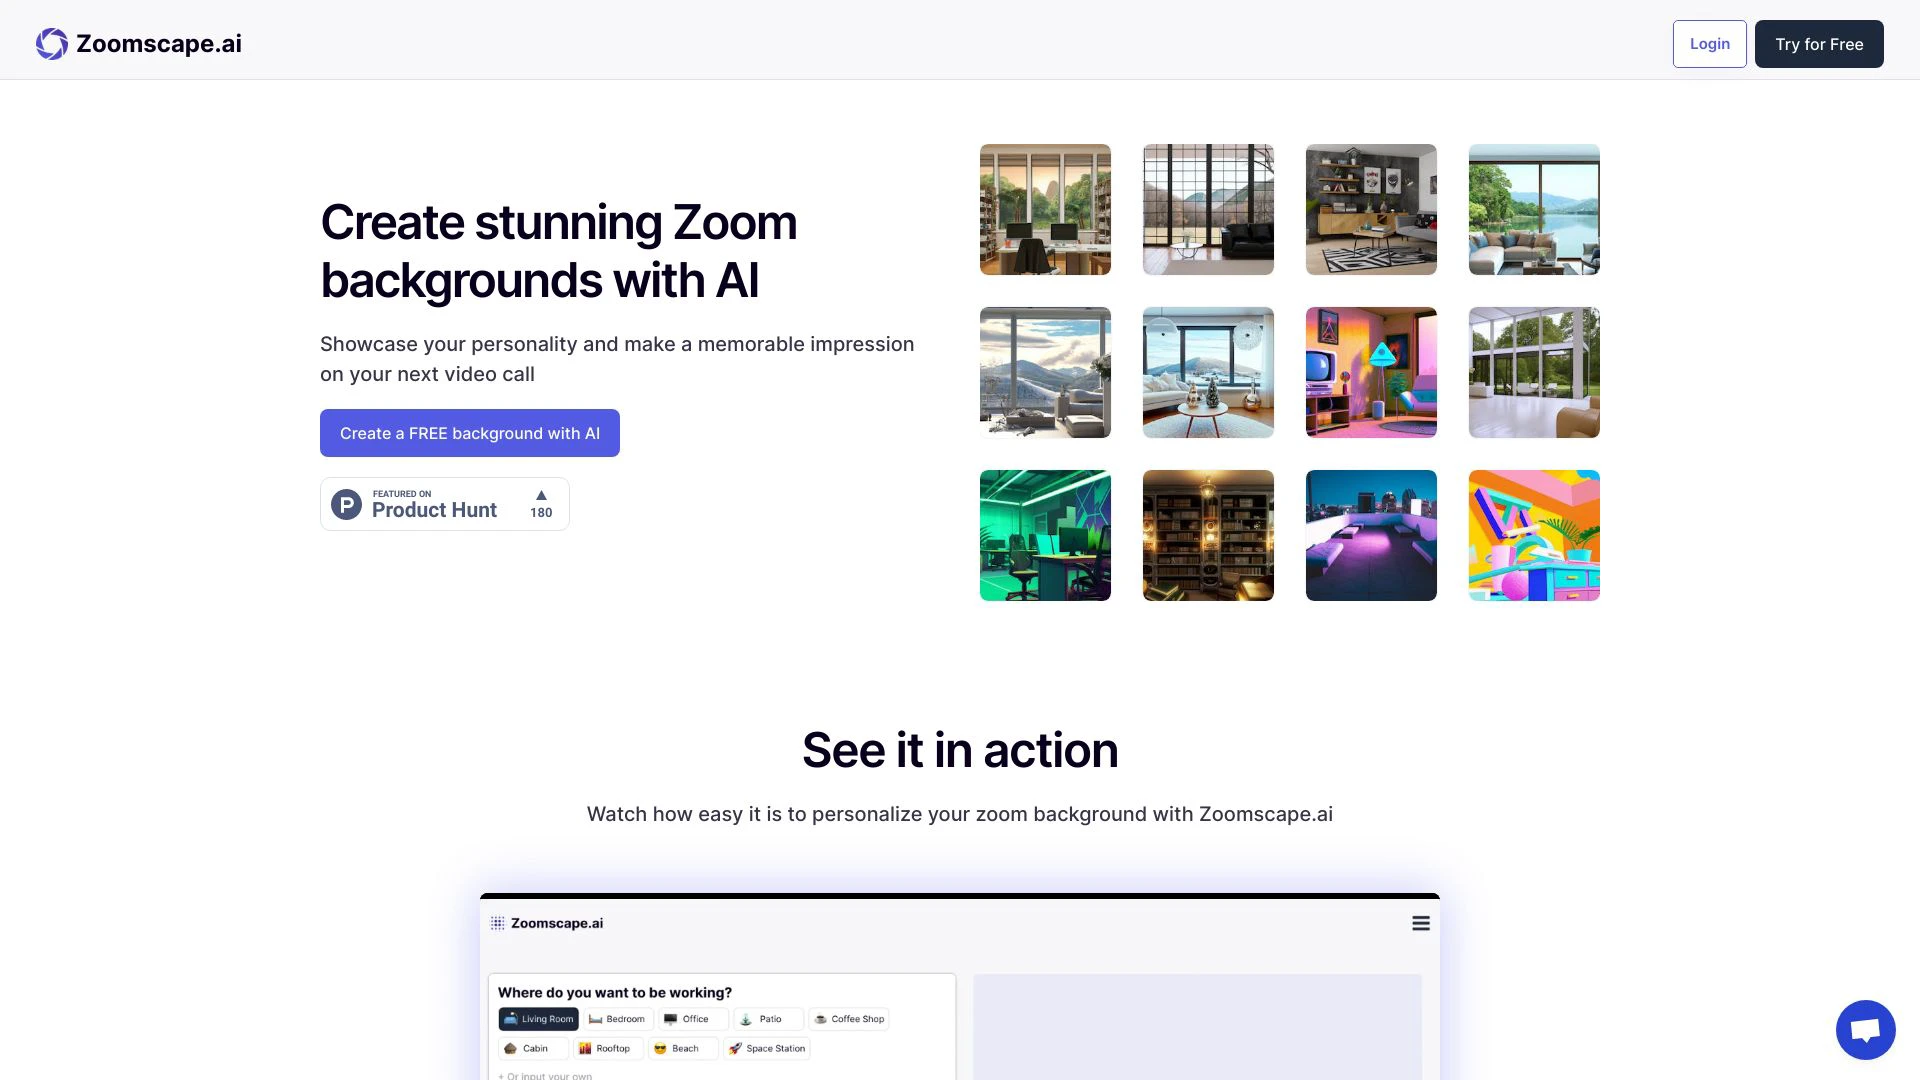 Zoomscape.ai
Login
Try for Free
Create stunning Zoom
backgrounds with AI
Showcase your personality and make a memorable impression
on your next video call
Create a FREE background with AI
P
FEATURED ON
Product Hunt
180
See it in action
Watch how easy it is to personalize your zoom background with Zoomscape.ai
Zoomscape.ai
Where do you want to be working?
Living Room
Bedroom
Office
Patio
Coffee Shop
Cabin
Rooftop
Beach
Space Station
+ Or input your own